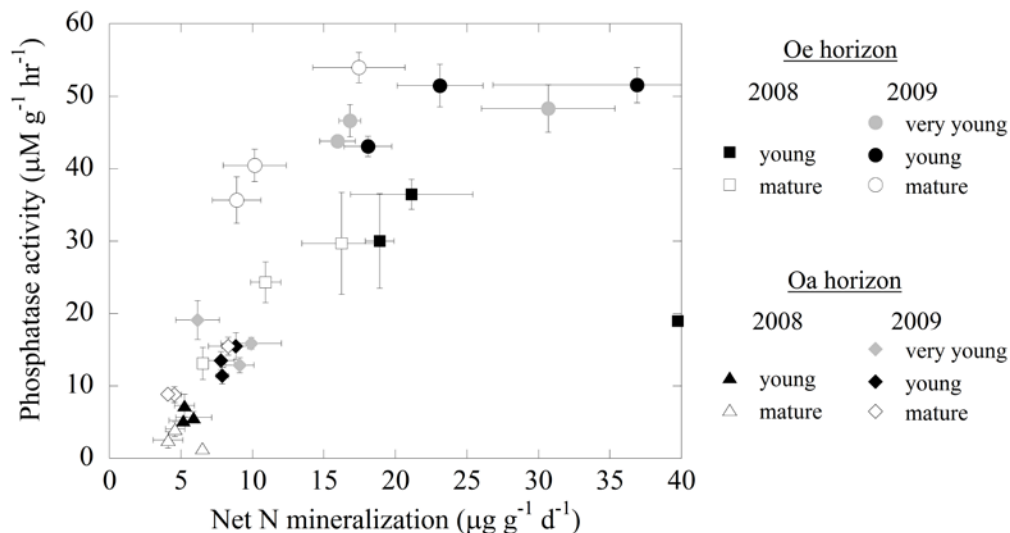 Phosphatase activity (μM g⁻¹ hr⁻¹)
60
50
40
30
20
10
0
0 5 10 15 20 25 30 35 40
Net N mineralization (μg g⁻¹ d⁻¹)
Oe horizon
2008 2009
very young
young young
mature mature
Oa horizon
2008 2009
very young
young young
mature mature